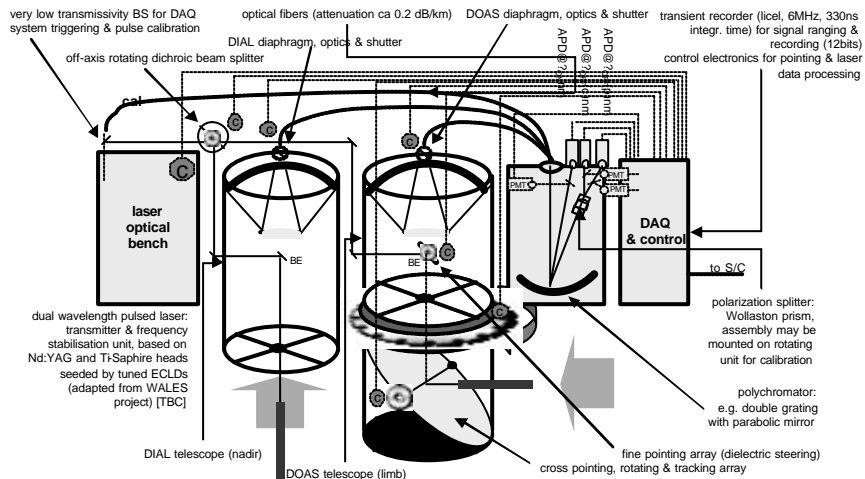 very low transmissivity BS for DAQ
system triggering & pulse calibration
optical fibers (attenuation ca 0.2 dB/km)
DOAS diaphragm, optics & shutter
transient recorder (licel, 6MHz, 330ns
integr. time) for signal ranging &
recording (12bits)
control electronics for pointing & laser
data processing
DIAL diaphragm, optics & shutter
off-axis rotating dichroic beam splitter
cal
C
C
C
C
C
PMT
PMT
PMT
laser
optical
bench
DAQ
& control
BE
BE
C
to S/C
C
dual wavelength pulsed laser:
transmitter & frequency
stabilisation unit, based on
Nd:YAG and Ti-Saphire heads
seeded by tuned ECLDs
(adapted from WALES
project) [TBC]
polarization splitter:
Wollaston prism,
assembly may be
mounted on rotating
unit for calibration
polychromator:
e.g. double grating
with parabolic mirror
C
DIAL telescope (nadir)
DOAS telescope (limb)
fine pointing array (dielectric steering)
cross pointing, rotating & tracking array